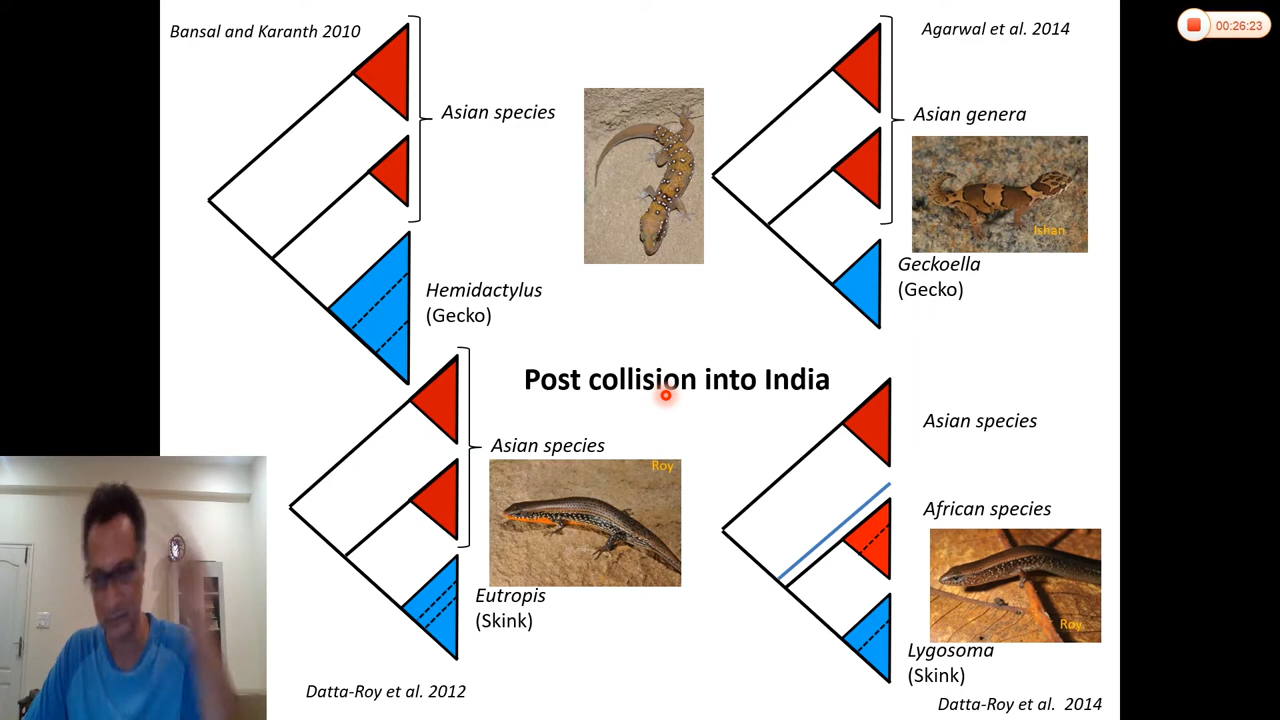 00:26:23
Bansal and Karanth 2010
Asian species
Hemidactylus
(Gecko)
Agarwal et al. 2014
Asian genera
Ishan
Geckoella
(Gecko)
Post collision into India
Asian species
Roy
Eutropis
(Skink)
Datta-Roy et al. 2012
Asian species
African species
Roy
Lygosoma
(Skink)
Datta-Roy et al. 2014